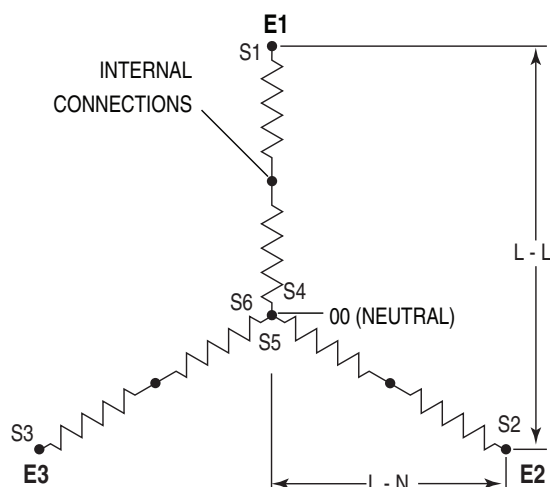 E1
S1
INTERNAL
CONNECTIONS
L - L
S4
S6
00 (NEUTRAL)
S5
S3
S2
E3
E2
L - N